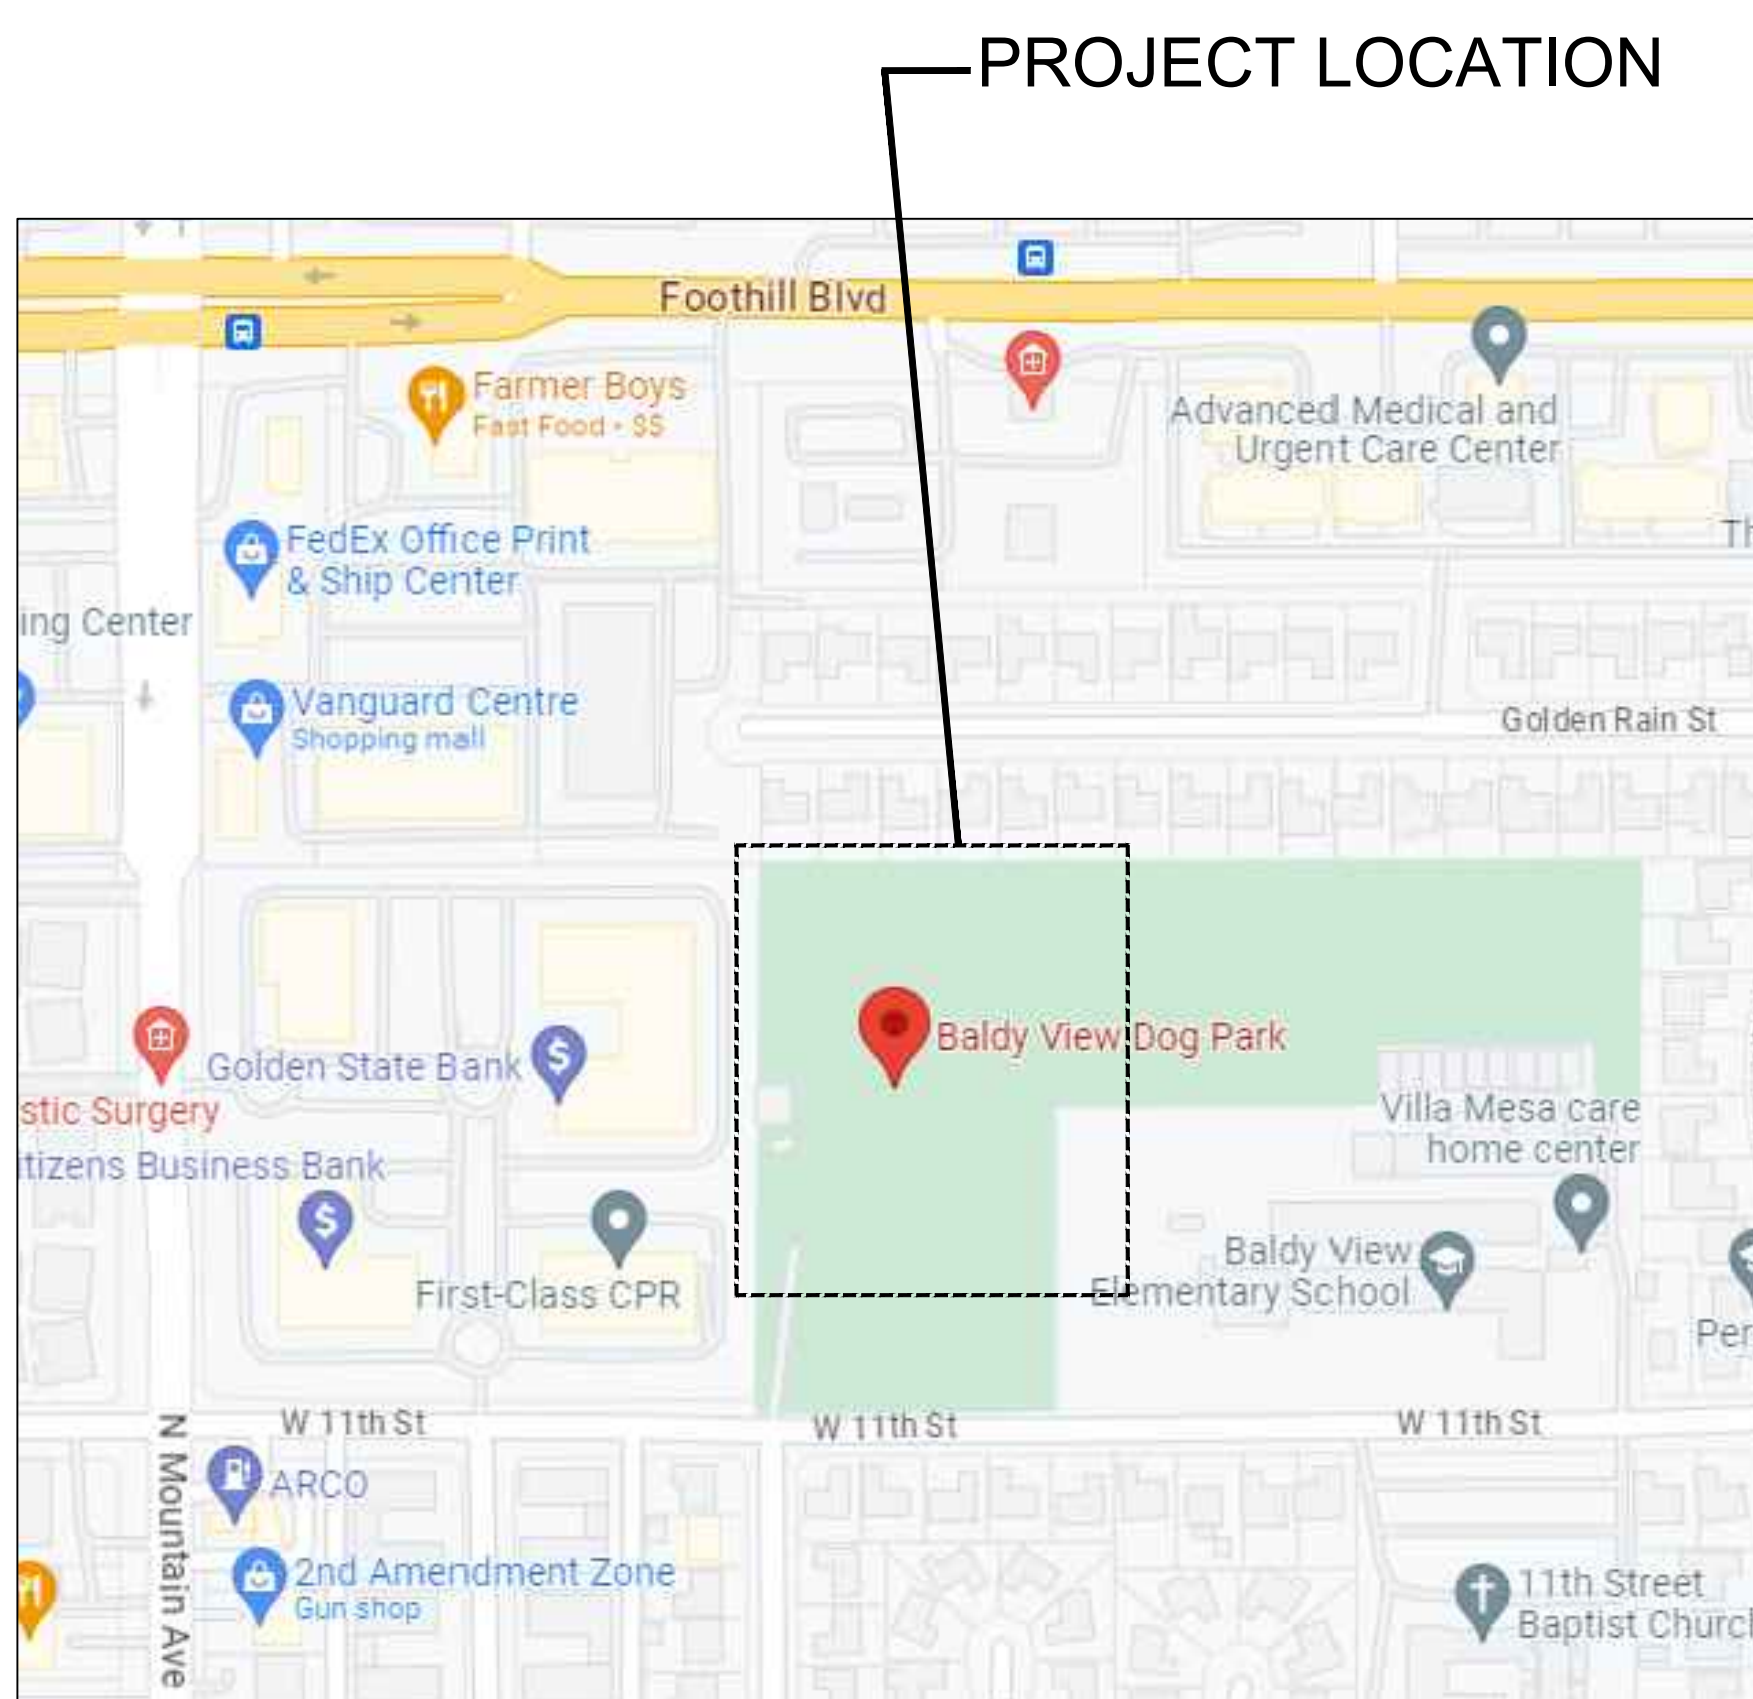 PROJECT LOCATION
Foothill Blvd
Farmer Boys
Fast Food • $$
Advanced Medical and
Urgent Care Center
FedEx Office Print
& Ship Center
Th
ing Center
Vanguard Centre
Shopping mall
Golden Rain St
Baldy View Dog Park
Golden State Bank
$
stic Surgery
Villa Mesa care
home center
itizens Business Bank
$
Baldy View
Elementary School
First-Class CPR
Per
W 11th St
W 11th St
W 11th St
N Mountain Ave
ARCO
2nd Amendment Zone
Gun shop
11th Street
Baptist Churc